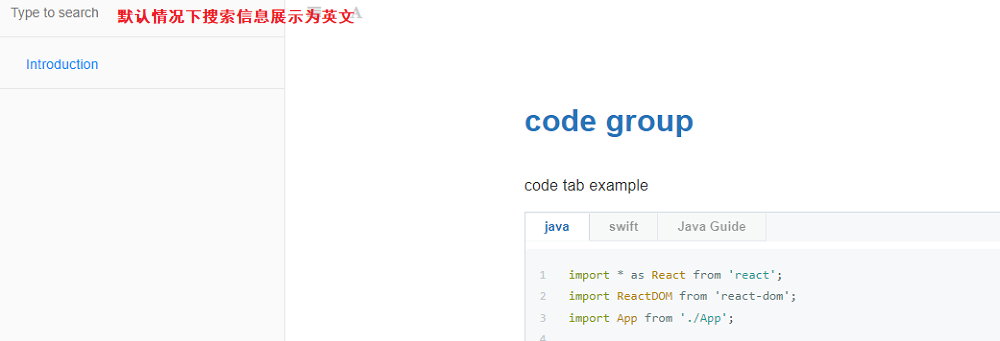 Type to search
默认情况下搜索信息展示为英文
A
Introduction
code group
code tab example
java swift Java Guide
1 import * as React from 'react';
2 import ReactDOM from 'react-dom';
3 import App from './App';
4